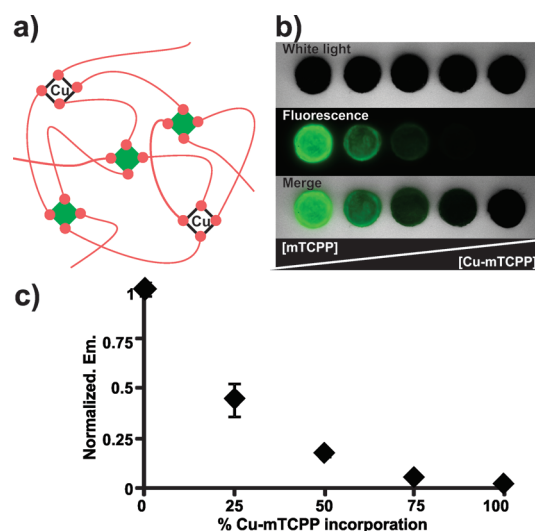 a)
Cu
Cu
b)
White light
Fluorescence
Merge
[mTCPP]
[Cu-mTCPP]
c)
Normalized. Em.
1
0.75
0.5
0.25
0
0
25
50
75
100
% Cu-mTCPP incorporation